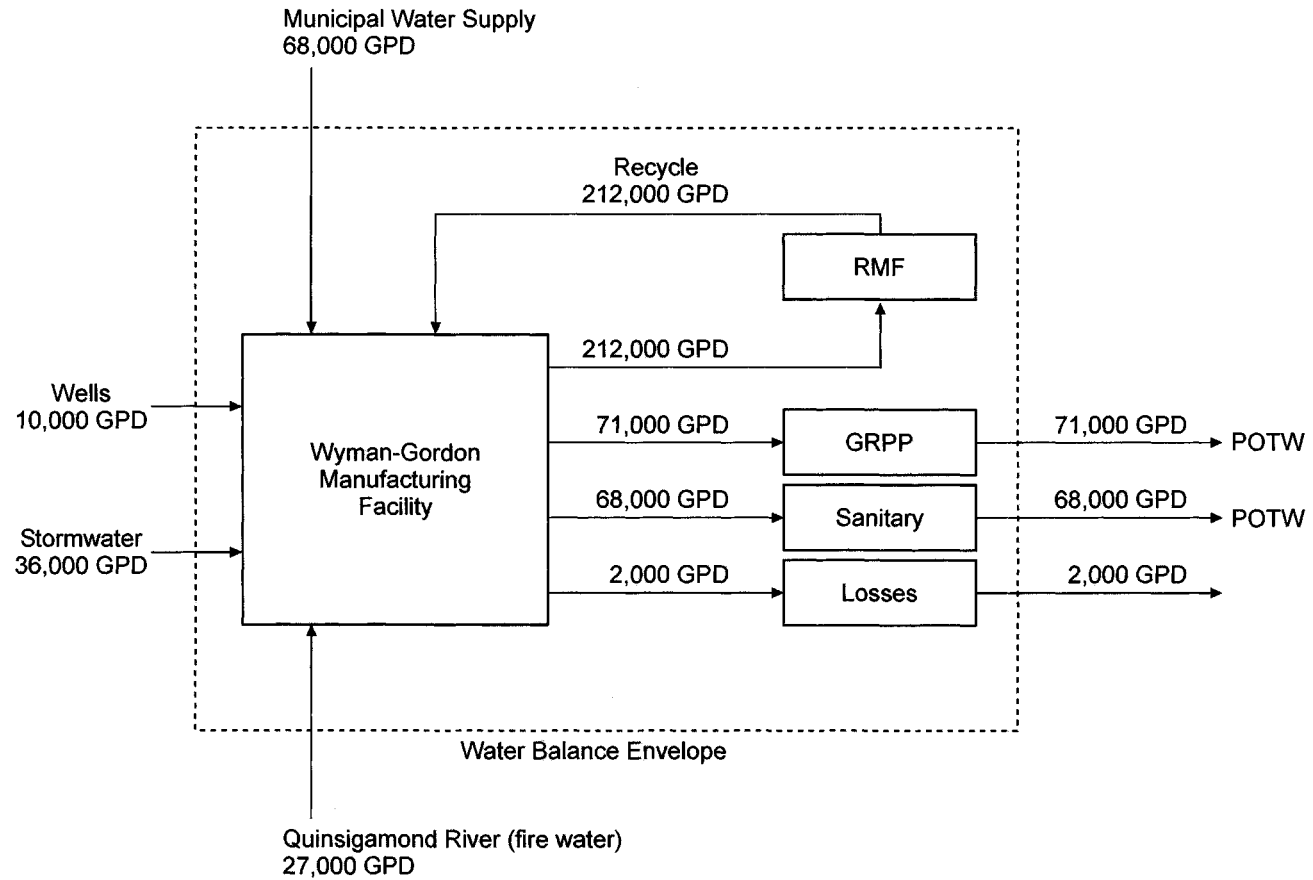 Municipal Water Supply
68,000 GPD
Recycle
212,000 GPD
RMF
212,000 GPD
Wells
10,000 GPD
71,000 GPD
GRPP
71,000 GPD
POTW
Wyman-Gordon
Manufacturing
Facility
68,000 GPD
Sanitary
68,000 GPD
POTW
Stormwater
36,000 GPD
2,000 GPD
Losses
2,000 GPD
Water Balance Envelope
Quinsigamond River (fire water)
27,000 GPD